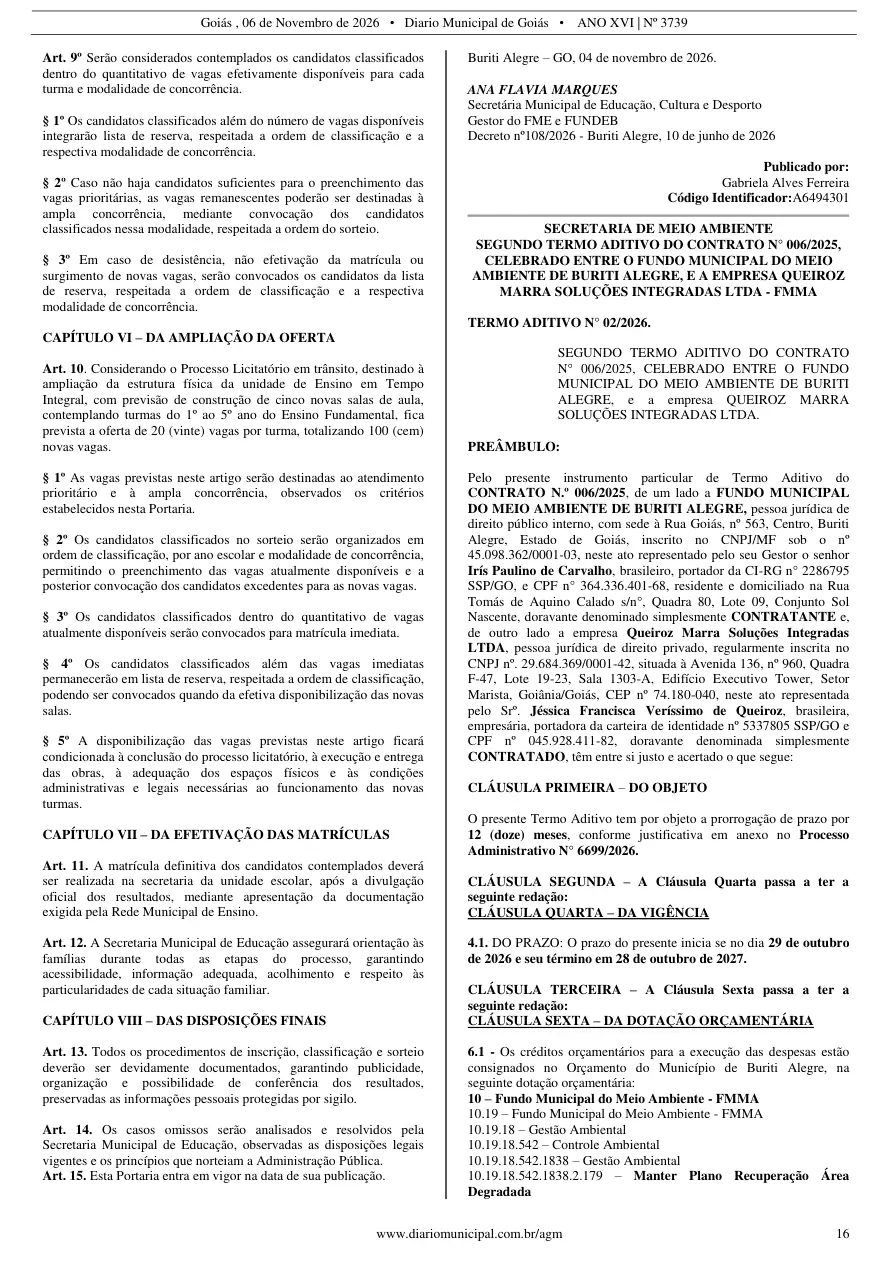 Goiás , 06 de Novembro de 2026 • Diario Municipal de Goiás • ANO XVI | Nº 3739
Art. 9º Serão considerados contemplados os candidatos classificados
dentro do quantitativo de vagas efetivamente disponíveis para cada
turma e modalidade de concorrência.
§ 1º Os candidatos classificados além do número de vagas disponíveis
integrarão lista de reserva, respeitada a ordem de classificação e a
respectiva modalidade de concorrência.
§ 2º Caso não haja candidatos suficientes para o preenchimento das
vagas prioritárias, as vagas remanescentes poderão ser destinadas à
ampla concorrência, mediante convocação dos candidatos
classificados nessa modalidade, respeitada a ordem do sorteio.
§ 3º Em caso de desistência, não efetivação da matrícula ou
surgimento de novas vagas, serão convocados os candidatos da lista
de reserva, respeitada a ordem de classificação e a respectiva
modalidade de concorrência.
CAPÍTULO VI – DA AMPLIAÇÃO DA OFERTA
Art. 10. Considerando o Processo Licitatório em trânsito, destinado à
ampliação da estrutura física da unidade de Ensino em Tempo
Integral, com previsão de construção de cinco novas salas de aula,
contemplando turmas do 1º ao 5º ano do Ensino Fundamental, fica
prevista a oferta de 20 (vinte) vagas por turma, totalizando 100 (cem)
novas vagas.
§ 1º As vagas previstas neste artigo serão destinadas ao atendimento
prioritário e à ampla concorrência, observados os critérios
estabelecidos nesta Portaria.
§ 2º Os candidatos classificados no sorteio serão organizados em
ordem de classificação, por ano escolar e modalidade de concorrência,
permitindo o preenchimento das vagas atualmente disponíveis e a
posterior convocação dos candidatos excedentes para as novas vagas.
§ 3º Os candidatos classificados dentro do quantitativo de vagas
atualmente disponíveis serão convocados para matrícula imediata.
§ 4º Os candidatos classificados além das vagas imediatas
permanecerão em lista de reserva, respeitada a ordem de classificação,
podendo ser convocados quando da efetiva disponibilização das novas
salas.
§ 5º A disponibilização das vagas previstas neste artigo ficará
condicionada à conclusão do processo licitatório, à execução e entrega
das obras, à adequação dos espaços físicos e às condições
administrativas e legais necessárias ao funcionamento das novas
turmas.
CAPÍTULO VII – DA EFETIVAÇÃO DAS MATRÍCULAS
Art. 11. A matrícula definitiva dos candidatos contemplados deverá
ser realizada na secretaria da unidade escolar, após a divulgação
oficial dos resultados, mediante apresentação da documentação
exigida pela Rede Municipal de Ensino.
Art. 12. A Secretaria Municipal de Educação assegurará orientação às
famílias durante todas as etapas do processo, garantindo
acessibilidade, informação adequada, acolhimento e respeito às
particularidades de cada situação familiar.
CAPÍTULO VIII – DAS DISPOSIÇÕES FINAIS
Art. 13. Todos os procedimentos de inscrição, classificação e sorteio
deverão ser devidamente documentados, garantindo publicidade,
organização e possibilidade de conferência dos resultados,
preservadas as informações pessoais protegidas por sigilo.
Art. 14. Os casos omissos serão analisados e resolvidos pela
Secretaria Municipal de Educação, observadas as disposições legais
vigentes e os princípios que norteiam a Administração Pública.
Art. 15. Esta Portaria entra em vigor na data de sua publicação.
Buriti Alegre – GO, 04 de novembro de 2026.
ANA FLAVIA MARQUES
Secretária Municipal de Educação, Cultura e Desporto
Gestor do FME e FUNDEB
Decreto nº108/2026 - Buriti Alegre, 10 de junho de 2026
Publicado por:
Gabriela Alves Ferreira
Código Identificador:A6494301
SECRETARIA DE MEIO AMBIENTE
SEGUNDO TERMO ADITIVO DO CONTRATO N° 006/2025,
CELEBRADO ENTRE O FUNDO MUNICIPAL DO MEIO
AMBIENTE DE BURITI ALEGRE, E A EMPRESA QUEIROZ
MARRA SOLUÇÕES INTEGRADAS LTDA - FMMA
TERMO ADITIVO N° 02/2026.
SEGUNDO TERMO ADITIVO DO CONTRATO
N° 006/2025, CELEBRADO ENTRE O FUNDO
MUNICIPAL DO MEIO AMBIENTE DE BURITI
ALEGRE, e a empresa QUEIROZ MARRA
SOLUÇÕES INTEGRADAS LTDA.
PREÂMBULO:
Pelo presente instrumento particular de Termo Aditivo do
CONTRATO N.º 006/2025, de um lado a FUNDO MUNICIPAL
DO MEIO AMBIENTE DE BURITI ALEGRE, pessoa jurídica de
direito público interno, com sede à Rua Goiás, nº 563, Centro, Buriti
Alegre, Estado de Goiás, inscrito no CNPJ/MF sob o nº
45.098.362/0001-03, neste ato representado pelo seu Gestor o senhor
Irís Paulino de Carvalho, brasileiro, portador da CI-RG n° 2286795
SSP/GO, e CPF n° 364.336.401-68, residente e domiciliado na Rua
Tomás de Aquino Calado s/n°, Quadra 80, Lote 09, Conjunto Sol
Nascente, doravante denominado simplesmente CONTRATANTE e,
de outro lado a empresa Queiroz Marra Soluções Integradas
LTDA, pessoa jurídica de direito privado, regularmente inscrita no
CNPJ nº. 29.684.369/0001-42, situada à Avenida 136, nº 960, Quadra
F-47, Lote 19-23, Sala 1303-A, Edifício Executivo Tower, Setor
Marista, Goiânia/Goiás, CEP nº 74.180-040, neste ato representada
pelo Srº. Jéssica Francisca Veríssimo de Queiroz, brasileira,
empresária, portadora da carteira de identidade nº 5337805 SSP/GO e
CPF nº 045.928.411-82, doravante denominada simplesmente
CONTRATADO, têm entre si justo e acertado o que segue:
CLÁUSULA PRIMEIRA – DO OBJETO
O presente Termo Aditivo tem por objeto a prorrogação de prazo por
12 (doze) meses, conforme justificativa em anexo no Processo
Administrativo N° 6699/2026.
CLÁUSULA SEGUNDA – A Cláusula Quarta passa a ter a
seguinte redação:
CLÁUSULA QUARTA – DA VIGÊNCIA
4.1. DO PRAZO: O prazo do presente inicia se no dia 29 de outubro
de 2026 e seu término em 28 de outubro de 2027.
CLÁUSULA TERCEIRA – A Cláusula Sexta passa a ter a
seguinte redação:
CLÁUSULA SEXTA – DA DOTAÇÃO ORÇAMENTÁRIA
6.1 - Os créditos orçamentários para a execução das despesas estão
consignados no Orçamento do Município de Buriti Alegre, na
seguinte dotação orçamentária:
10 – Fundo Municipal do Meio Ambiente - FMMA
10.19 – Fundo Municipal do Meio Ambiente - FMMA
10.19.18 – Gestão Ambiental
10.19.18.542 – Controle Ambiental
10.19.18.542.1838 – Gestão Ambiental
10.19.18.542.1838.2.179 – Manter Plano Recuperação Área
Degradada
www.diariomunicipal.com.br/agm
16